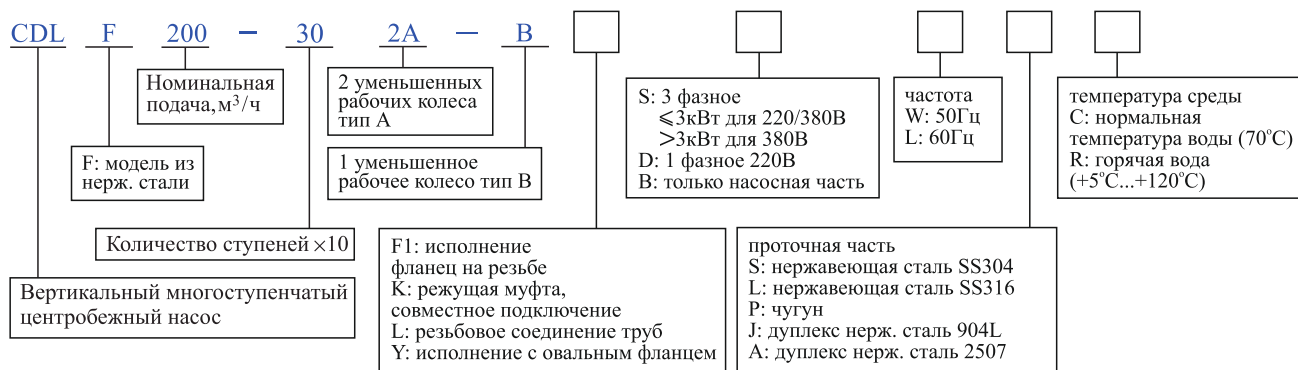 CDL F 200 – 30 2A – B
Номинальная
подача, м³/ч
2 уменьшенных
рабочих колеса
тип А
S: 3 фазное
⩽3кВт для 220/380В
>3кВт для 380В
D: 1 фазное 220В
B: только насосная часть
частота
W: 50Гц
L: 60Гц
температура среды
C: нормальная
температура воды (70°C)
R: горячая вода
(+5°C...+120°C)
F: модель из
нерж. стали
1 уменьшенное
рабочее колесо тип В
Количество ступеней ×10
F1: исполнение
фланец на резьбе
K: режущая муфта,
совместное подключение
L: резьбовое соединение труб
Y: исполнение с овальным фланцем
проточная часть
S: нержавеющая сталь SS304
L: нержавеющая сталь SS316
P: чугун
J: дуплекс нерж. сталь 904L
A: дуплекс нерж. сталь 2507
Вертикальный многоступенчатый
центробежный насос